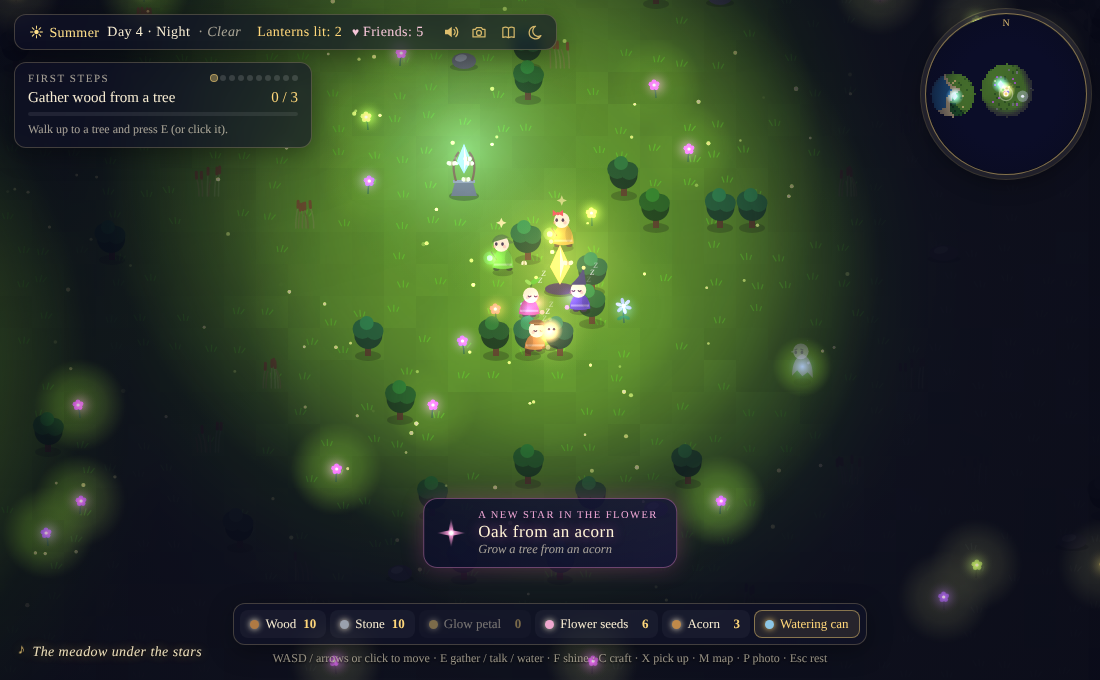 Summer Day 4 · Night · Clear Lanterns lit: 2 ♥ Friends: 5
N
FIRST STEPS
Gather wood from a tree 0 / 3
Walk up to a tree and press E (or click it).
z z
z z
z z
A NEW STAR IN THE FLOWER
Oak from an acorn
Grow a tree from an acorn
Wood 10 Stone 10 Glow petal 0 Flower seeds 6 Acorn 3 Watering can
♪ The meadow under the stars
WASD / arrows or click to move · E gather / talk / water · F shine · C craft · X pick up · M map · P photo · Esc rest